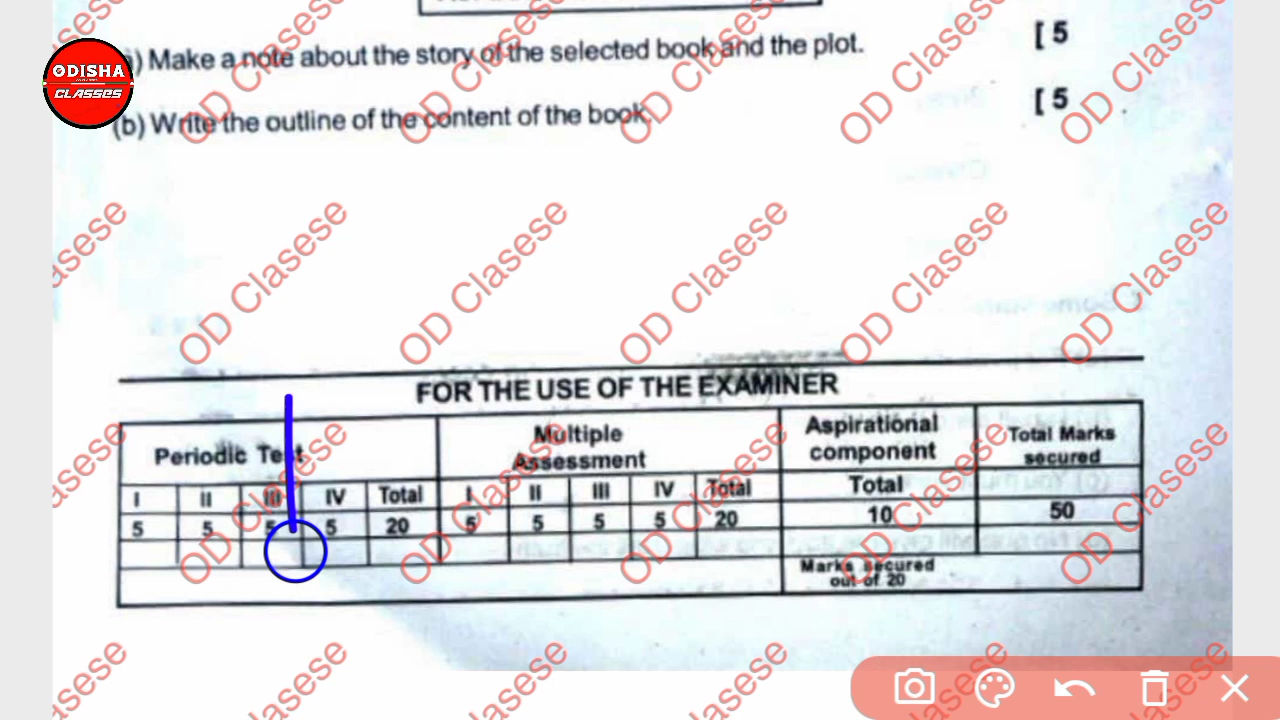 ODISHA
CLASSES
) Make a note about the story of the selected book and the plot. [ 5
(b) Write the outline of the content of the book. [ 5
FOR THE USE OF THE EXAMINER
Periodic Test Multiple Assessment Aspirational component Total Marks secured
I II III IV Total I II III IV Total Total
5 5 5 5 20 5 5 5 5 20 10 50
Marks secured
out of 20
OD Clasese